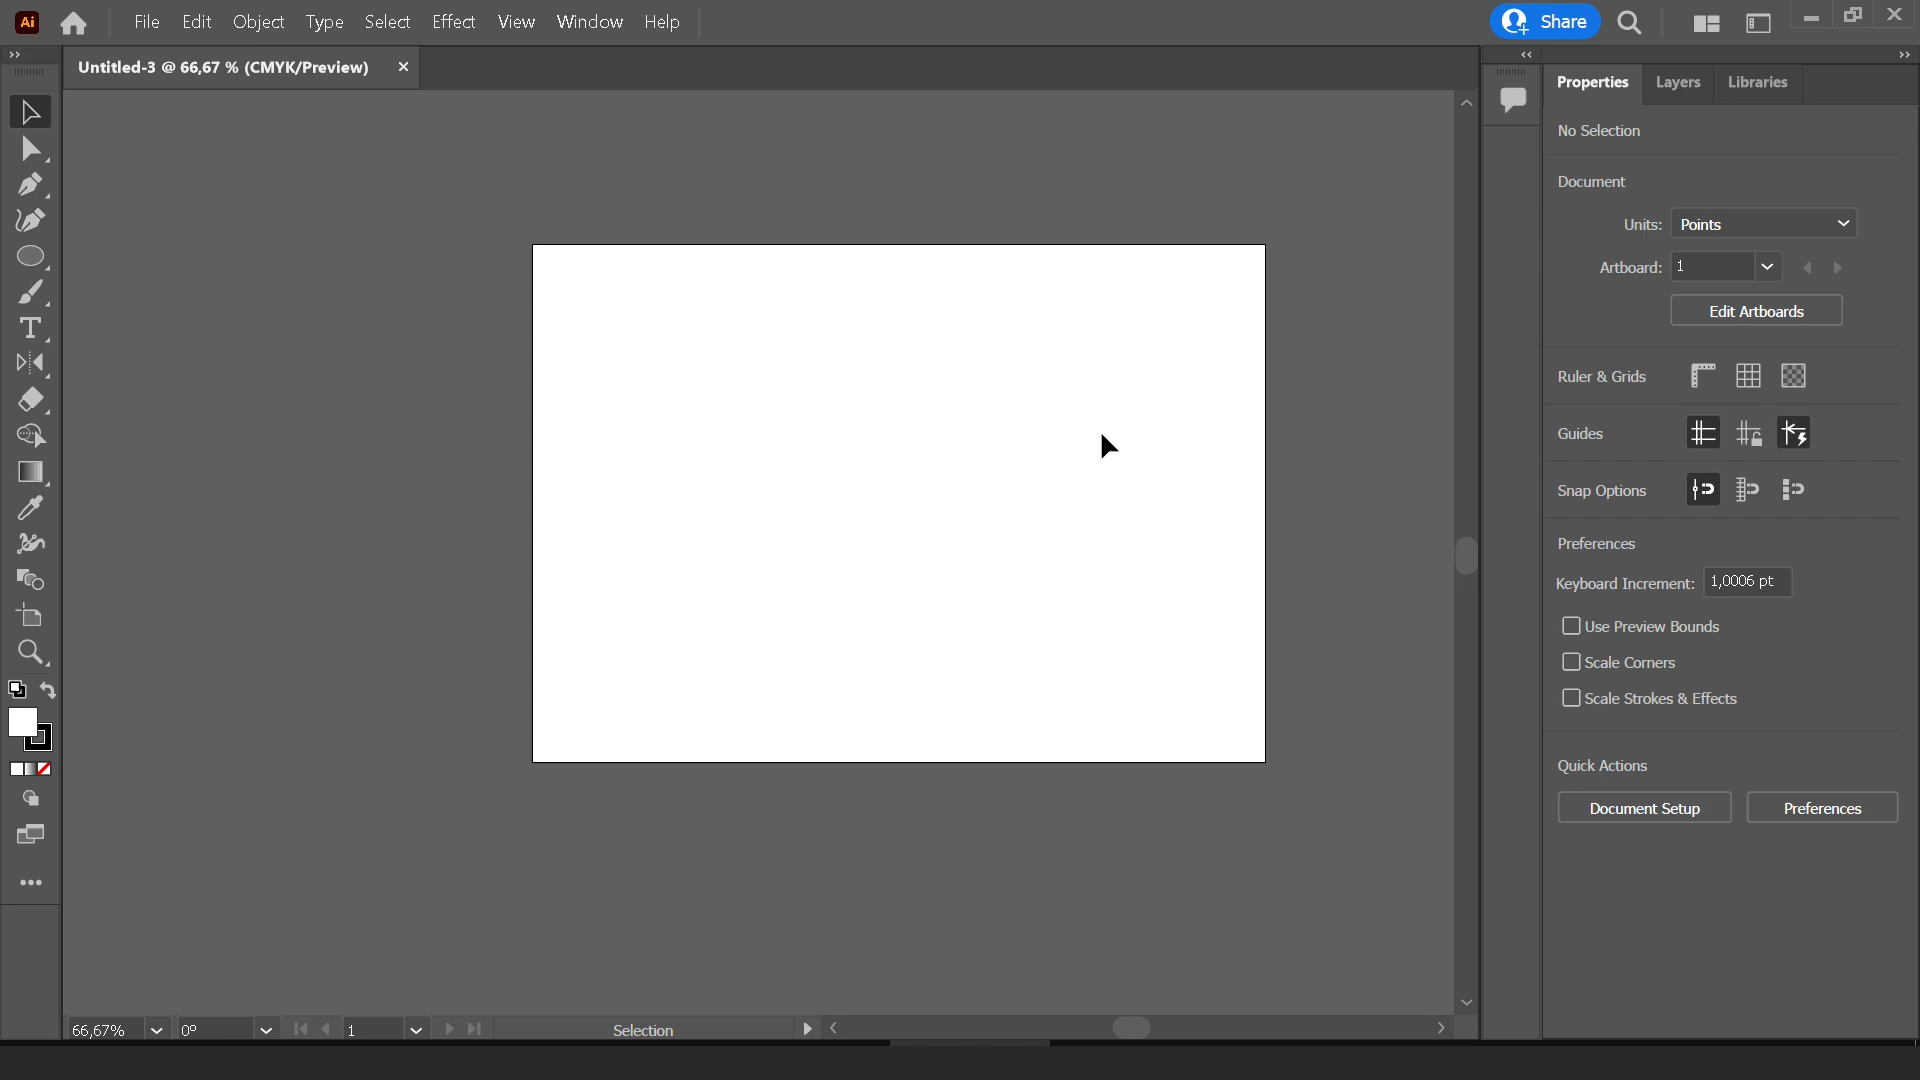 Ai File Edit Object Type Select Effect View Window Help Share
Untitled-3 @ 66,67 % (CMYK/Preview)
Properties Layers Libraries
No Selection
Document
Units: Points
Artboard: 1
Edit Artboards
Ruler & Grids
Guides
Snap Options
Preferences
Keyboard Increment: 1,0006 pt
Use Preview Bounds
Scale Corners
Scale Strokes & Effects
Quick Actions
Document Setup Preferences
66,67% 0° 1 Selection